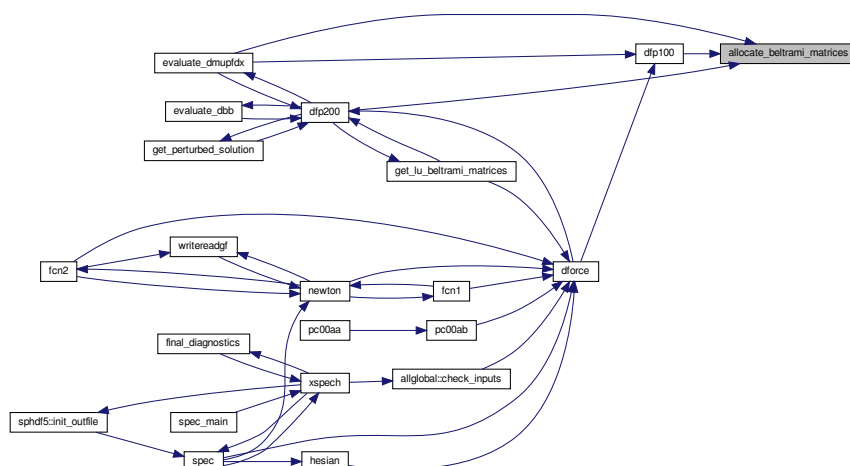 allocate_beltrami_matrices
dfp100
evaluate_dmupfdx
evaluate_dbb
dfp200
get_perturbed_solution
get_lu_beltrami_matrices
writereadgf
fcn2
dforce
newton
fcn1
pc00aa
pc00ab
final_diagnostics
xspech
allglobal::check_inputs
sphdf5::init_outfile
spec_main
spec
hesian